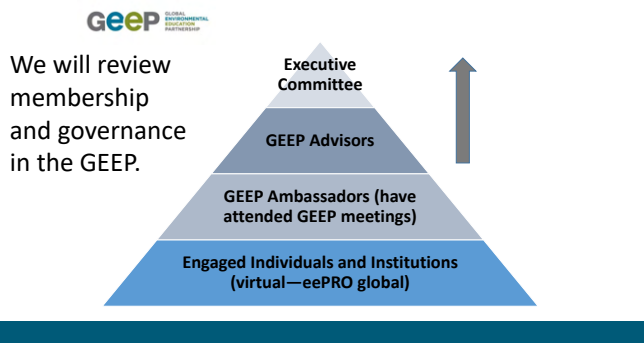 GEEP GLOBAL
ENVIRONMENTAL
EDUCATION
PARTNERSHIP
We will review
membership
and governance
in the GEEP.
Executive
Committee
GEEP Advisors
GEEP Ambassadors (have
attended GEEP meetings)
Engaged Individuals and Institutions
(virtual—eePRO global)